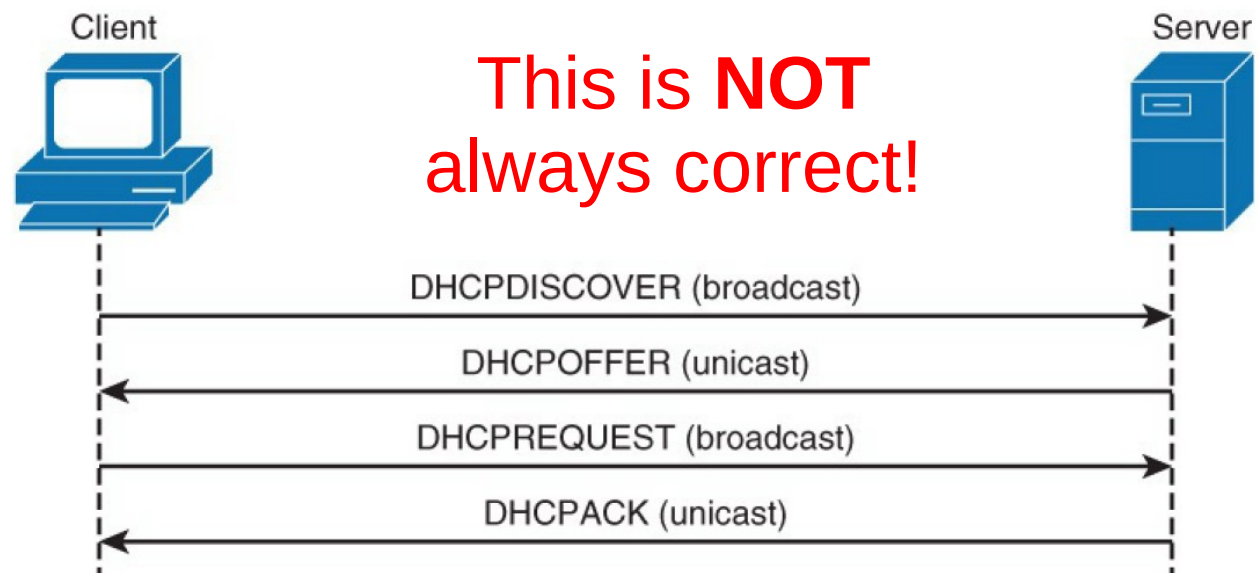 Client
Server
This is NOT
always correct!
DHCPDISCOVER (broadcast)
DHCPOFFER (unicast)
DHCPREQUEST (broadcast)
DHCPACK (unicast)